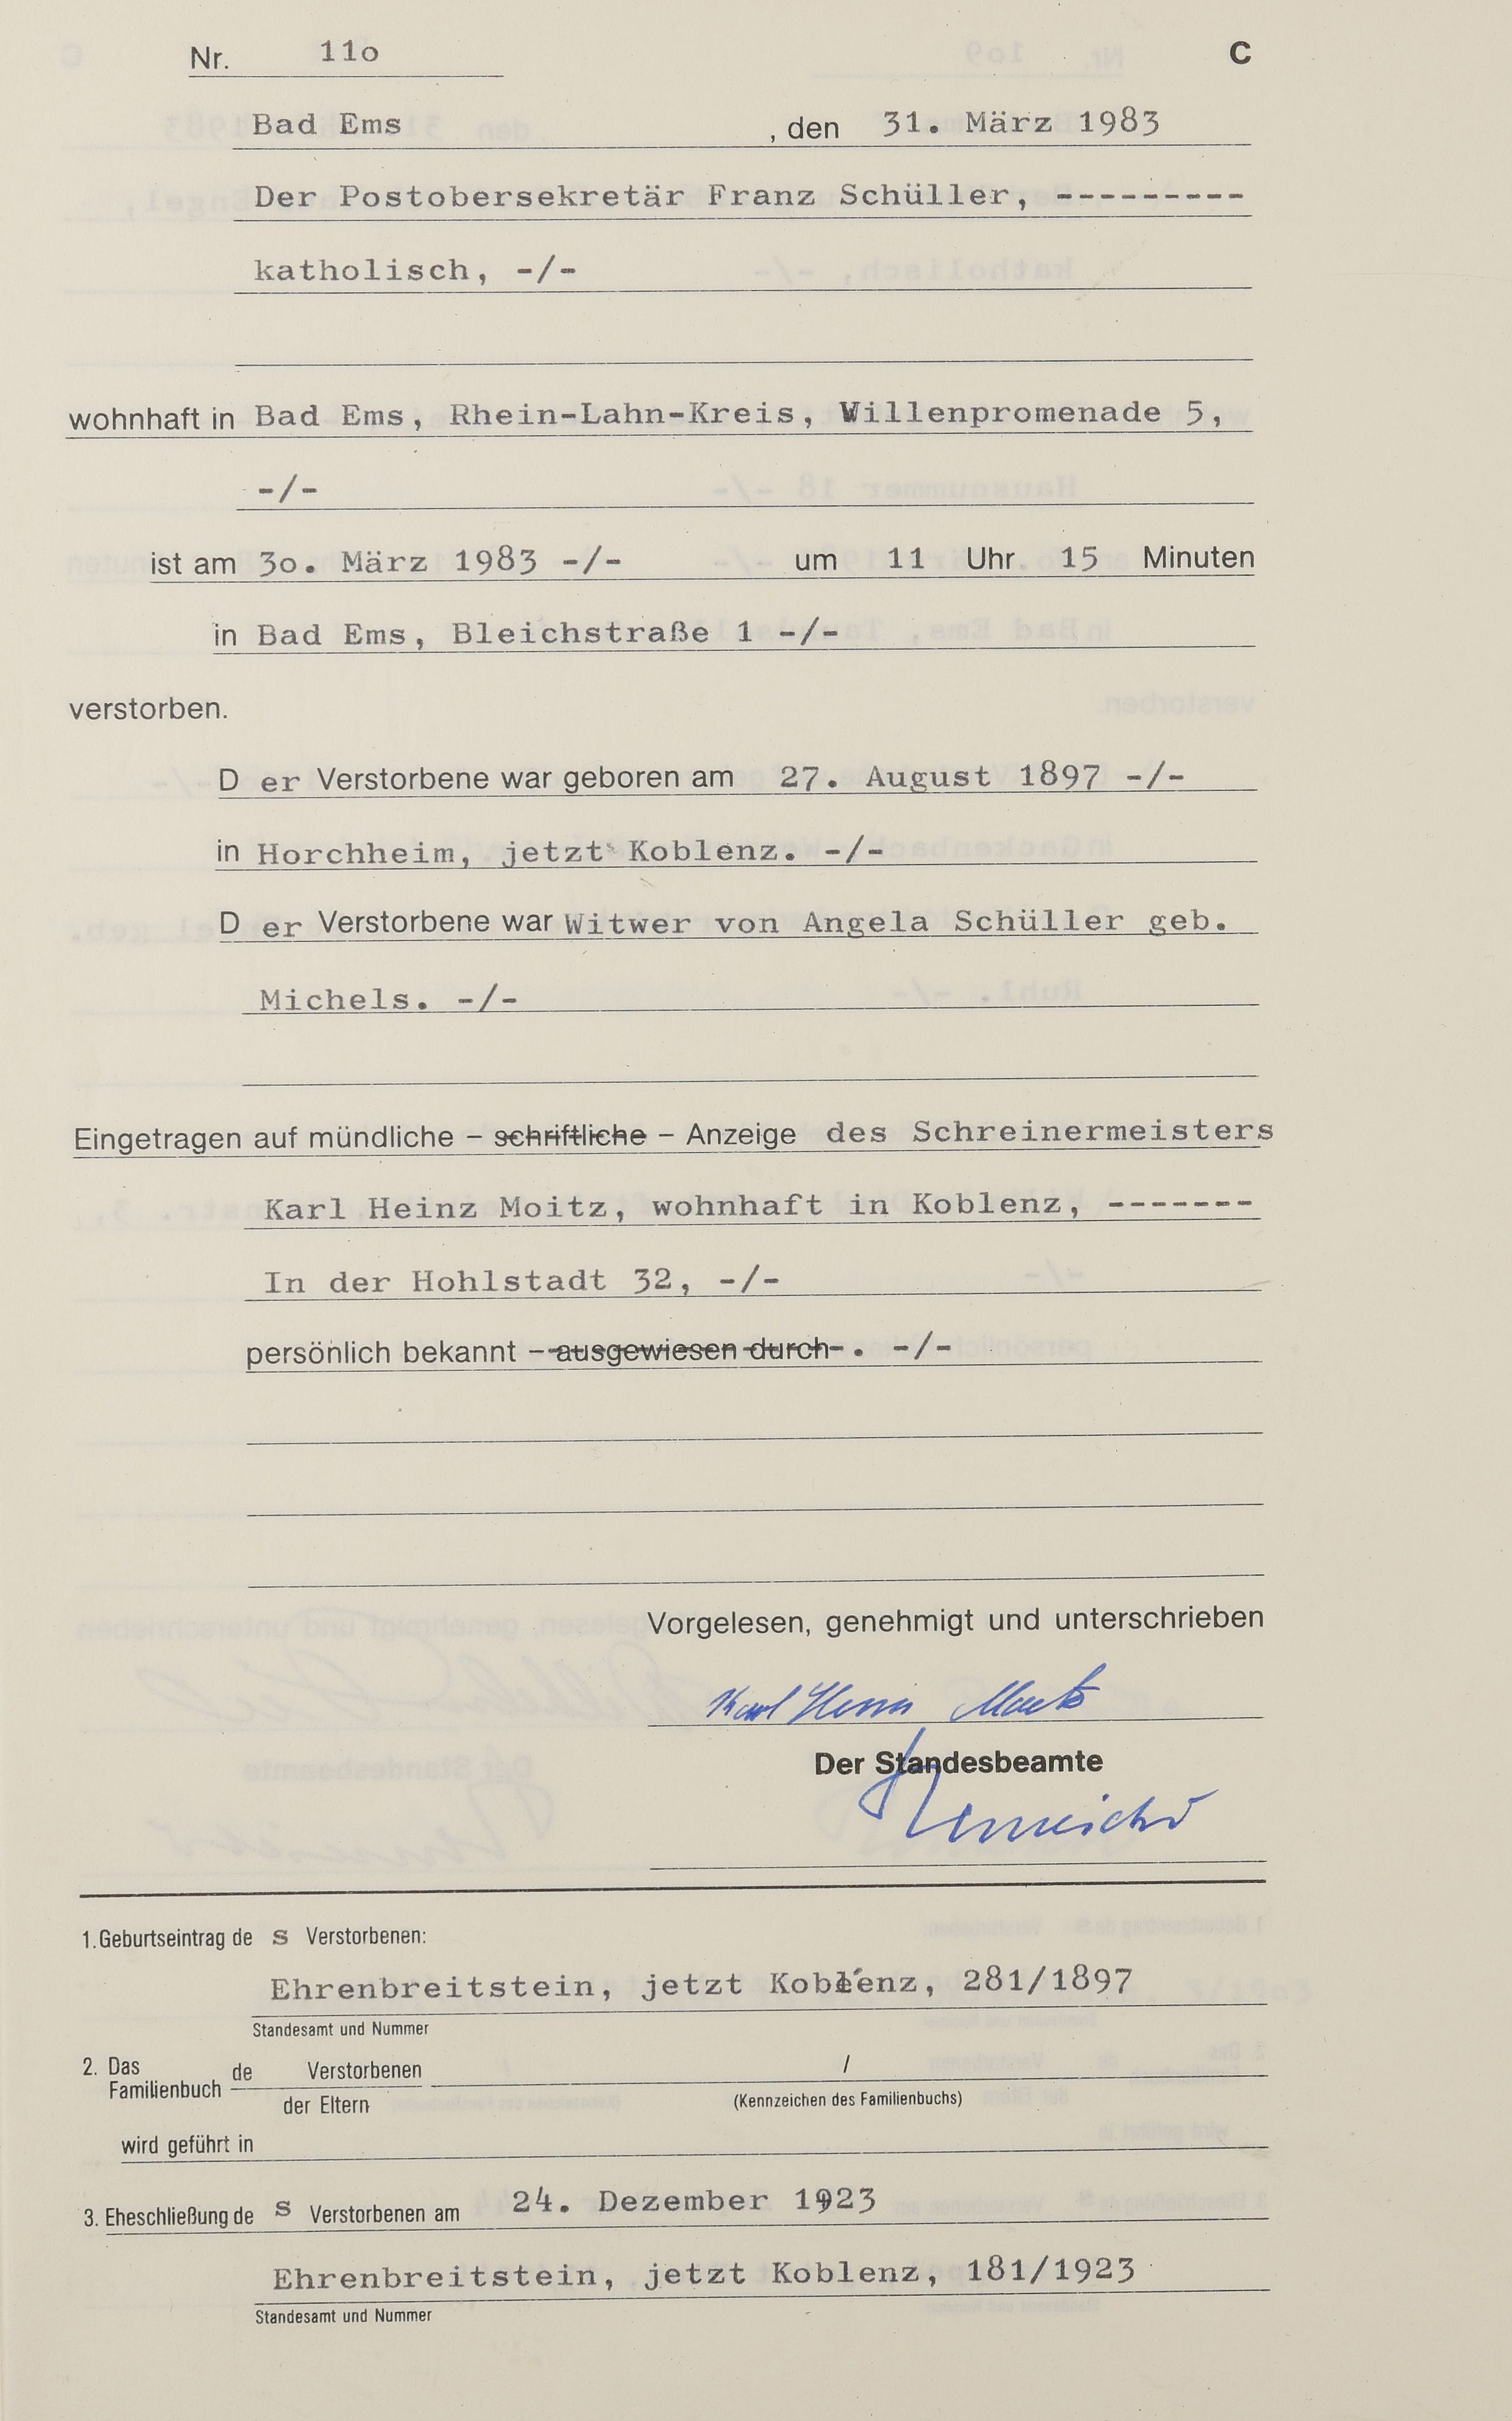 Nr. 11o C
Bad Ems , den 31. März 1983
Der Postobersekretär Franz Schüller, ---------
katholisch, -/-
wohnhaft in Bad Ems, Rhein-Lahn-Kreis, Willenpromenade 5,
-/-
ist am 3o. März 1983 -/- um 11 Uhr 15 Minuten
in Bad Ems, Bleichstraße 1 -/-
verstorben.
D er Verstorbene war geboren am 27. August 1897 -/-
in Horchheim, jetzt Koblenz. -/-
D er Verstorbene war Witwer von Angela Schüller geb.
Michels. -/-
Eingetragen auf mündliche – schriftliche – Anzeige des Schreinermeisters
Karl Heinz Moitz, wohnhaft in Koblenz, -------
In der Hohlstadt 32, -/-
persönlich bekannt – ausgewiesen durch . -/-
Vorgelesen, genehmigt und unterschrieben
Karl Heinz Moitz
Der Standesbeamte
1. Geburtseintrag de s Verstorbenen:
Ehrenbreitstein, jetzt Koblenz, 281/1897
Standesamt und Nummer
2. Das Familienbuch de Verstorbenen /
der Eltern (Kennzeichen des Familienbuchs)
wird geführt in
3. Eheschließung de s Verstorbenen am 24. Dezember 1923
Ehrenbreitstein, jetzt Koblenz, 181/1923
Standesamt und Nummer